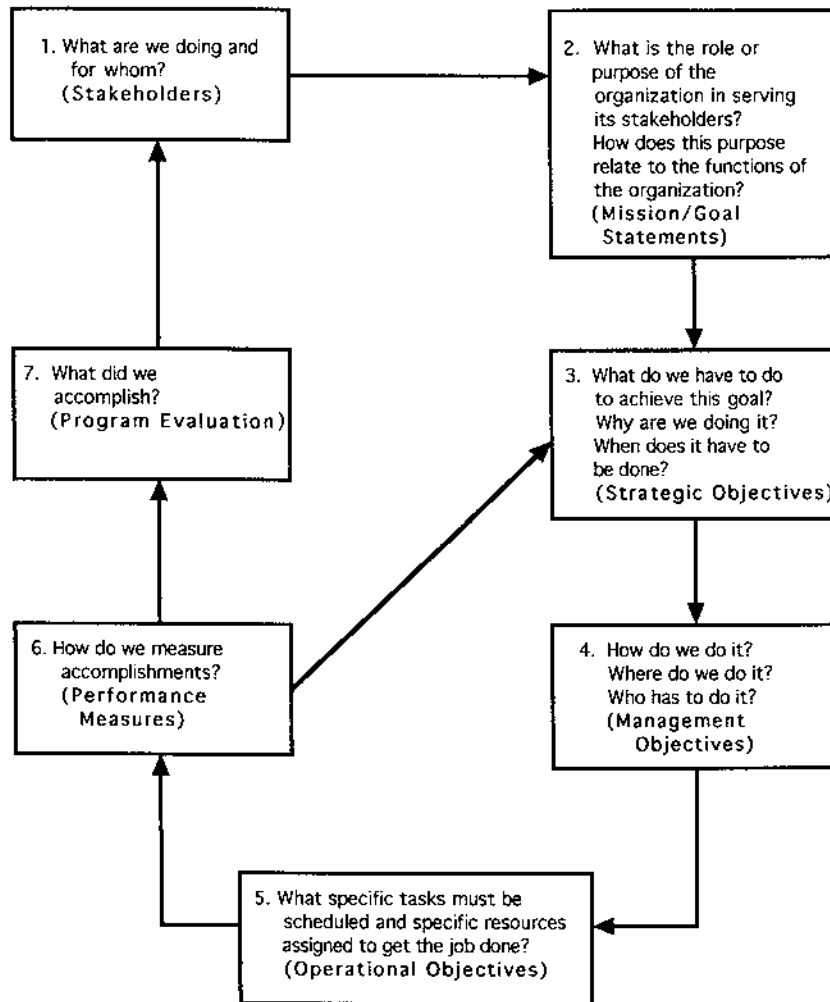 1. What are we doing and
for whom?
(Stakeholders)
2. What is the role or
purpose of the
organization in serving
its stakeholders?
How does this purpose
relate to the functions of
the organization?
(Mission/Goal
Statements)
3. What do we have to do
to achieve this goal?
Why are we doing it?
When does it have to
be done?
(Strategic Objectives)
4. How do we do it?
Where do we do it?
Who has to do it?
(Management
Objectives)
5. What specific tasks must be
scheduled and specific resources
assigned to get the job done?
(Operational Objectives)
6. How do we measure
accomplishments?
(Performance
Measures)
7. What did we
accomplish?
(Program Evaluation)